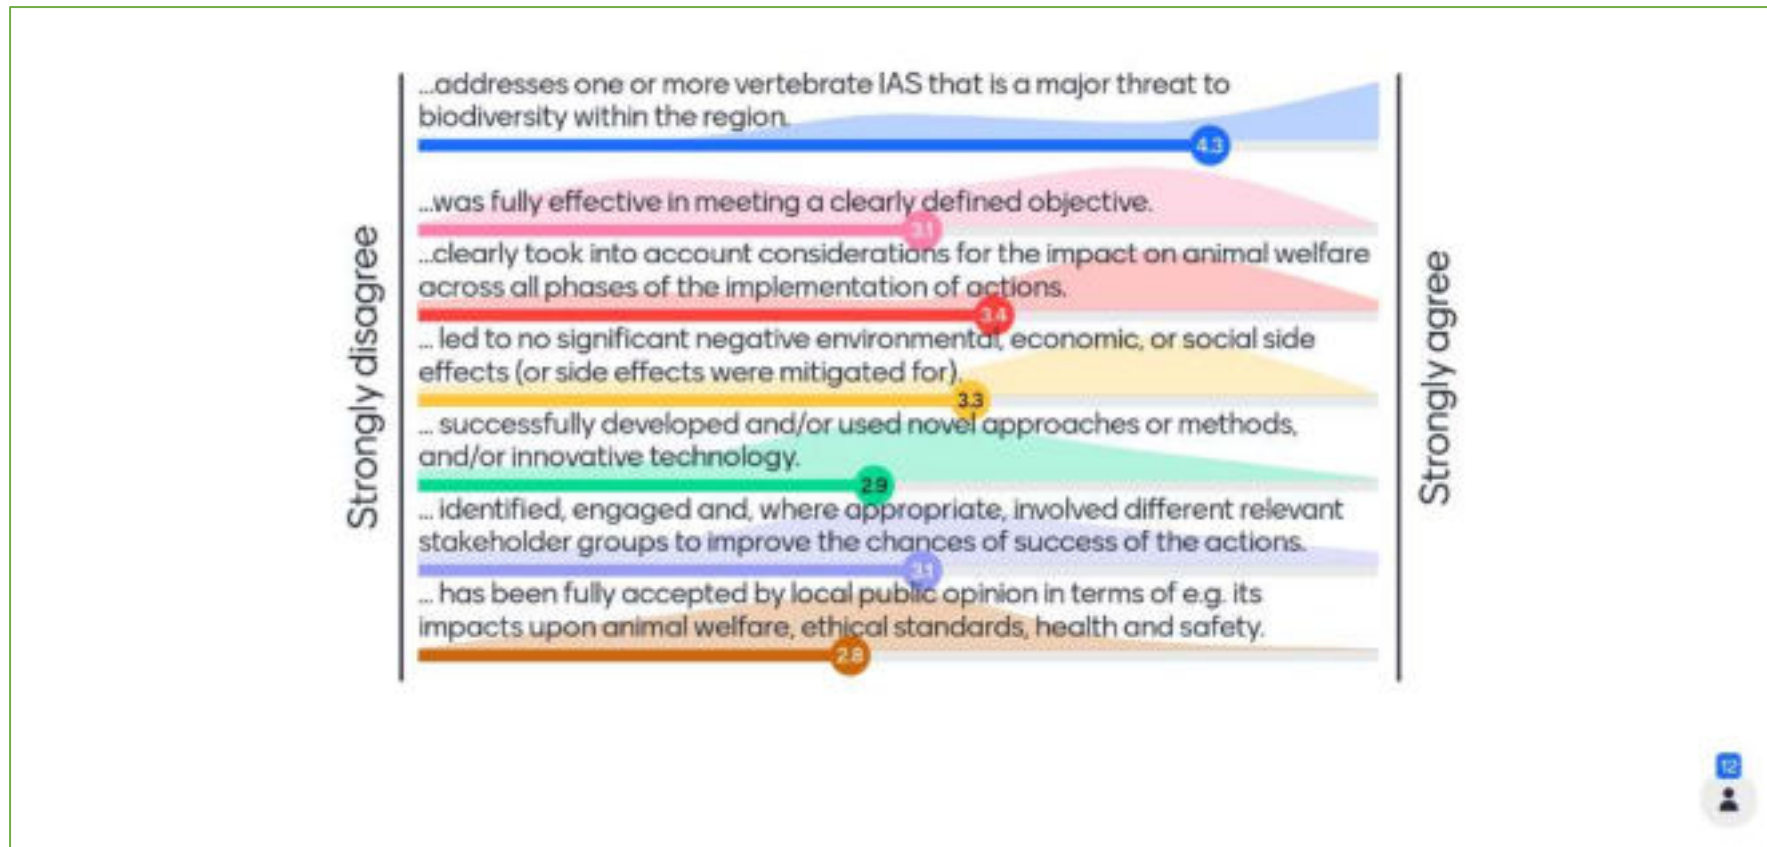 ...addresses one or more vertebrate IAS that is a major threat to
biodiversity within the region.
4.3
...was fully effective in meeting a clearly defined objective.
3.1
...clearly took into account considerations for the impact on animal welfare
across all phases of the implementation of actions.
3.4
... led to no significant negative environmental, economic, or social side
effects (or side effects were mitigated for).
3.3
... successfully developed and/or used novel approaches or methods,
and/or innovative technology.
2.9
... identified, engaged and, where appropriate, involved different relevant
stakeholder groups to improve the chances of success of the actions.
3.1
... has been fully accepted by local public opinion in terms of e.g. its
impacts upon animal welfare, ethical standards, health and safety.
2.8
Strongly disagree
Strongly agree
12